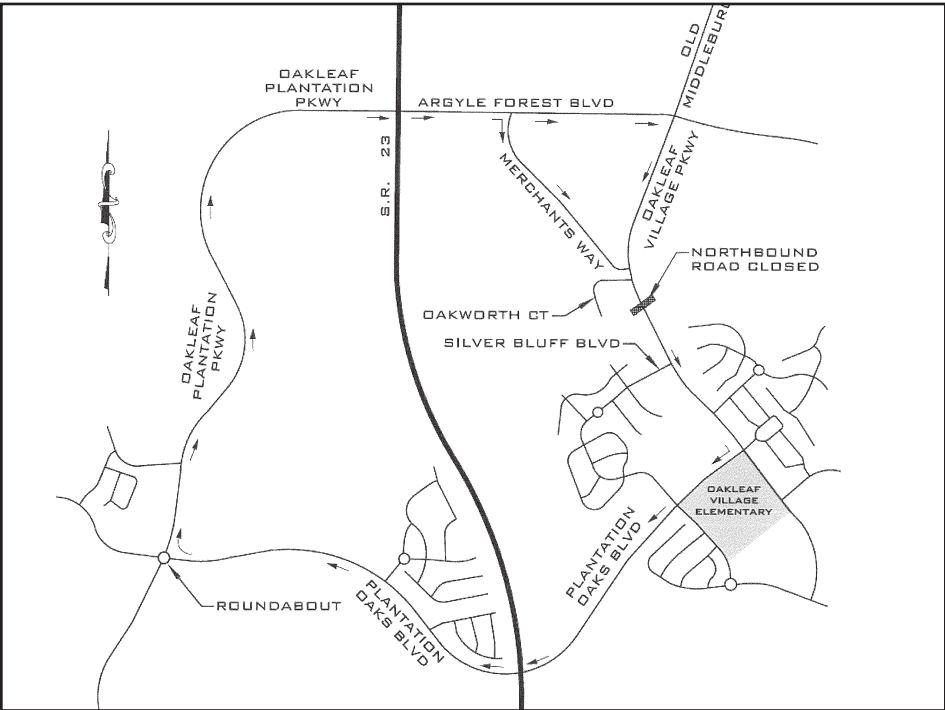 OLD
MIDDLEBURG
OAKLEAF
PLANTATION
PKWY
ARGYLE FOREST BLVD
S.R. 23
MERCHANTS WAY
OAKLEAF
VILLAGE PKWY
NORTHBOUND
ROAD CLOSED
OAKWORTH CT
SILVER BLUFF BLVD
OAKLEAF
PLANTATION
PKWY
OAKLEAF
VILLAGE
ELEMENTARY
PLANTATION
OAKS BLVD
ROUNDABOUT
PLANTATION
OAKS BLVD